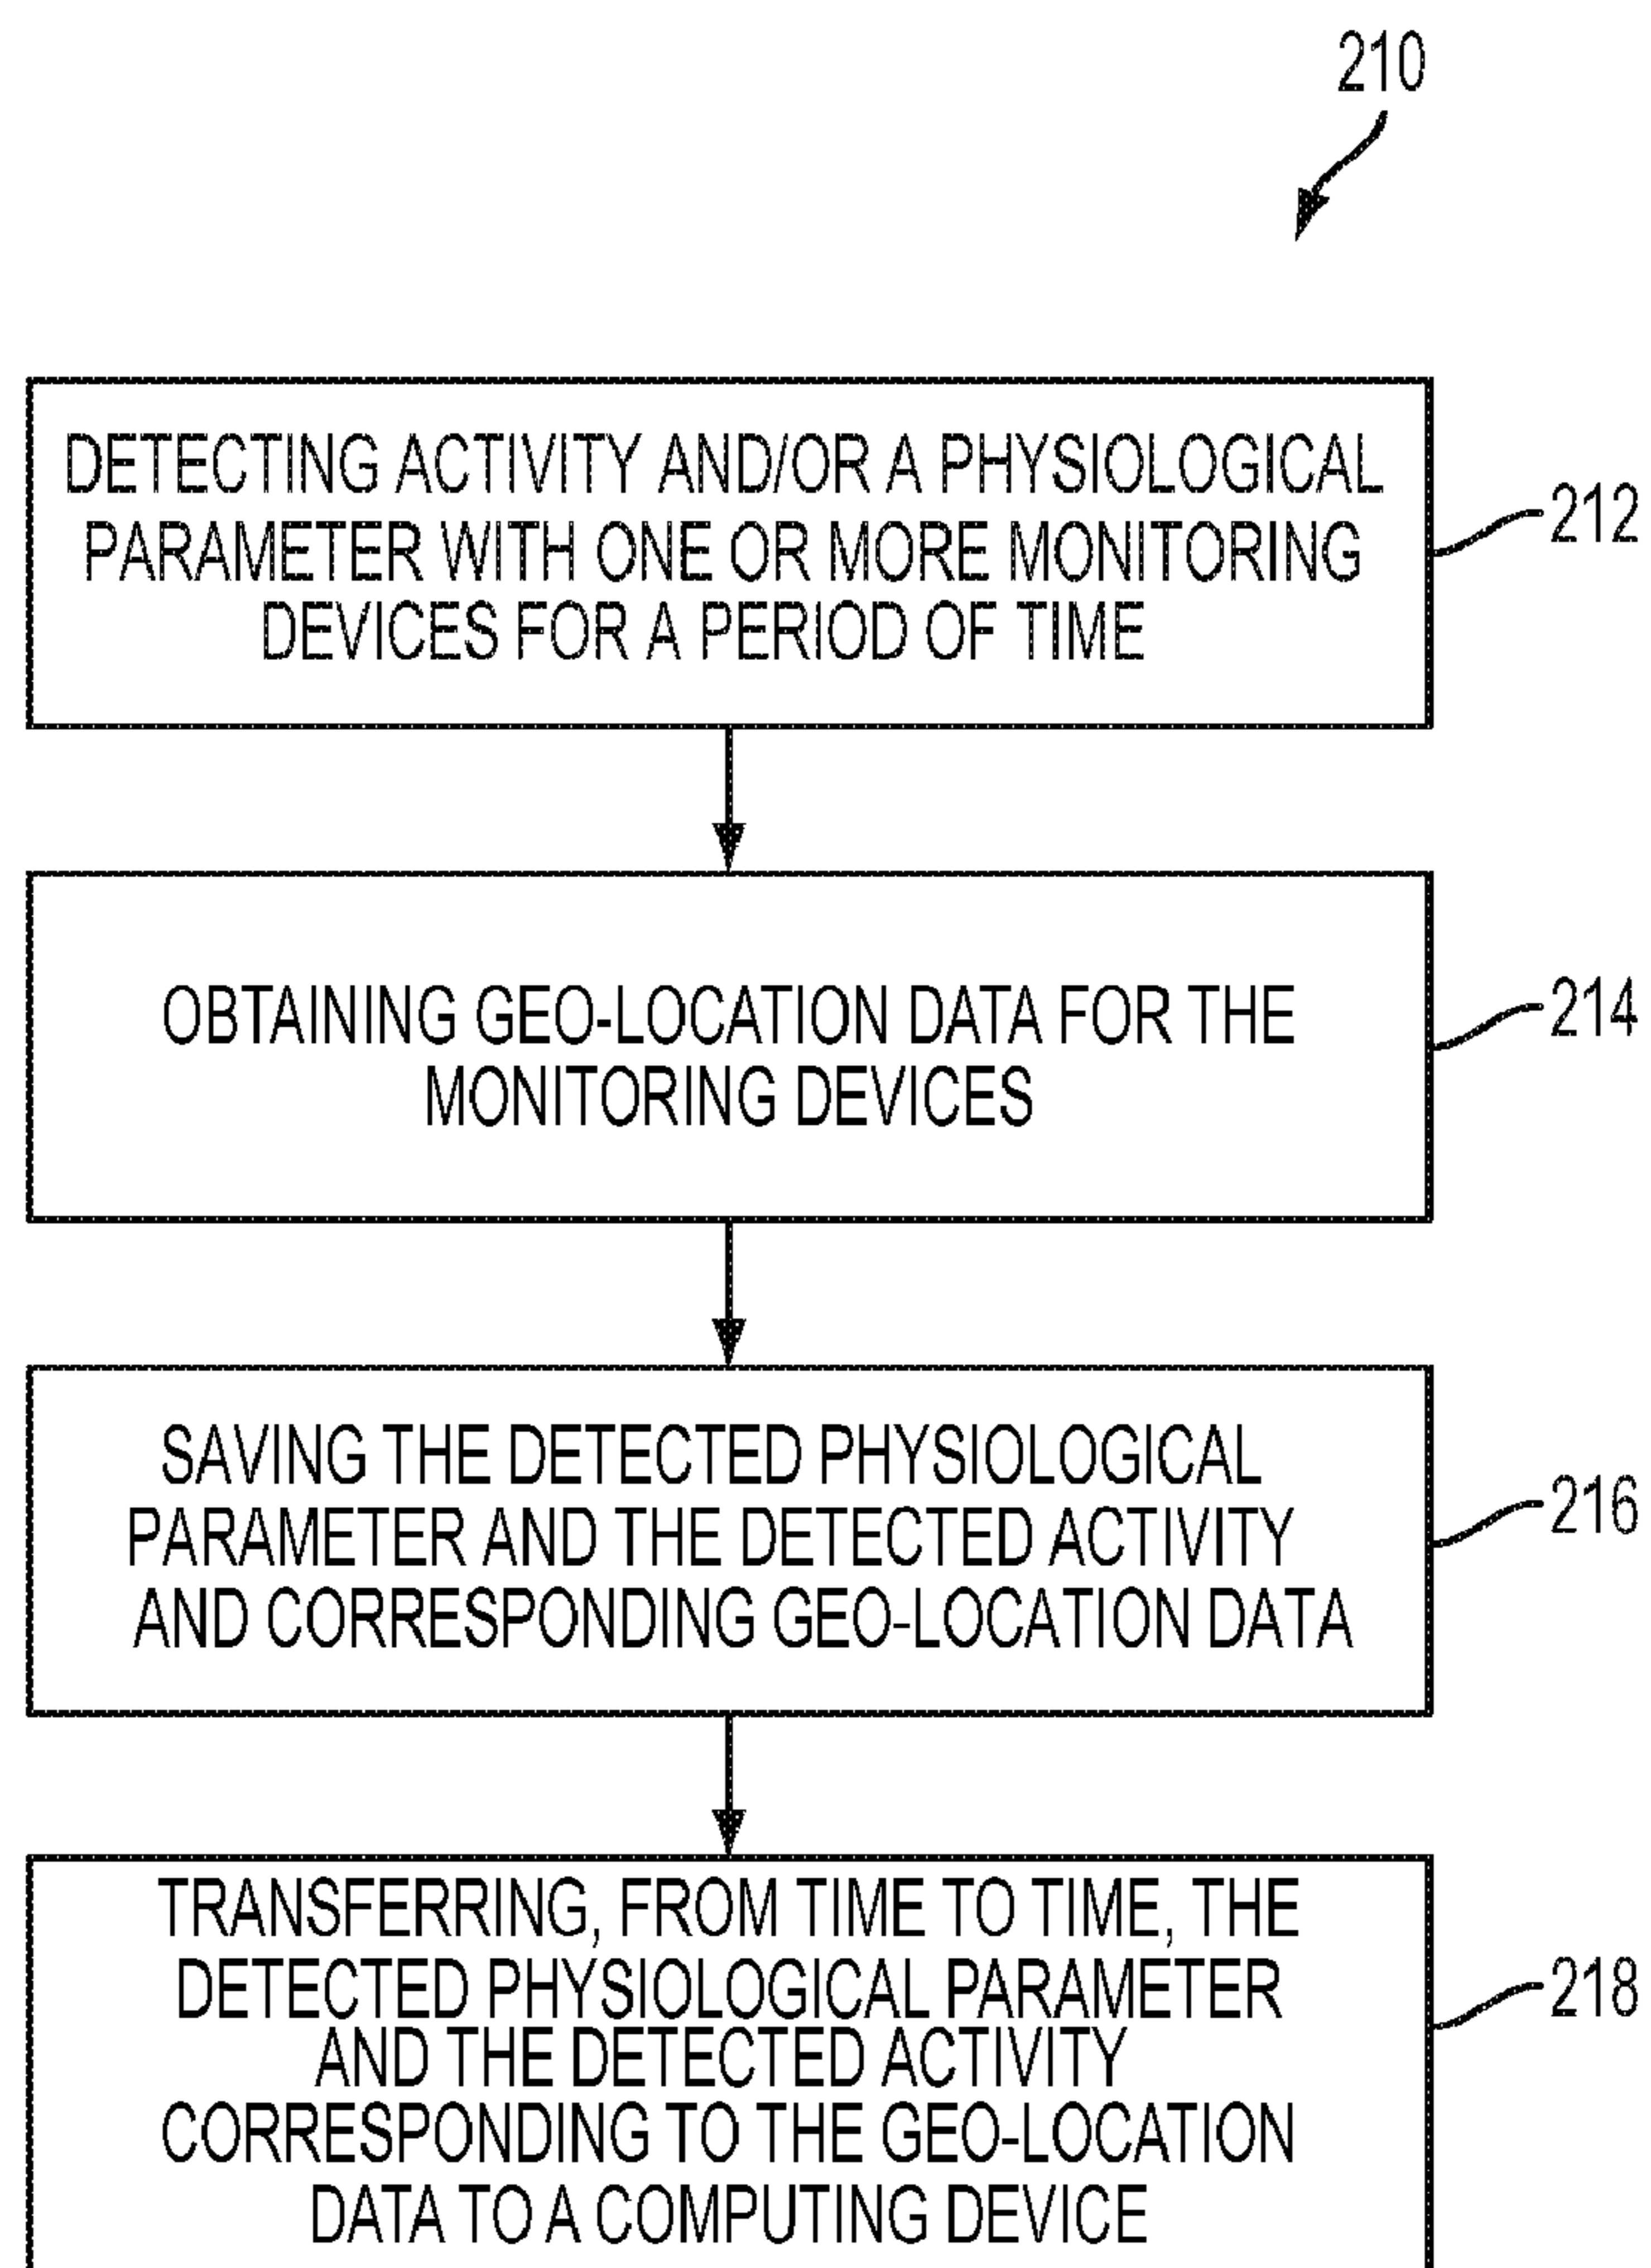 210
DETECTING ACTIVITY AND/OR A PHYSIOLOGICAL
PARAMETER WITH ONE OR MORE MONITORING
DEVICES FOR A PERIOD OF TIME
212
OBTAINING GEO-LOCATION DATA FOR THE
MONITORING DEVICES
214
SAVING THE DETECTED PHYSIOLOGICAL
PARAMETER AND THE DETECTED ACTIVITY
AND CORRESPONDING GEO-LOCATION DATA
216
TRANSFERRING, FROM TIME TO TIME, THE
DETECTED PHYSIOLOGICAL PARAMETER
AND THE DETECTED ACTIVITY
CORRESPONDING TO THE GEO-LOCATION
DATA TO A COMPUTING DEVICE
218